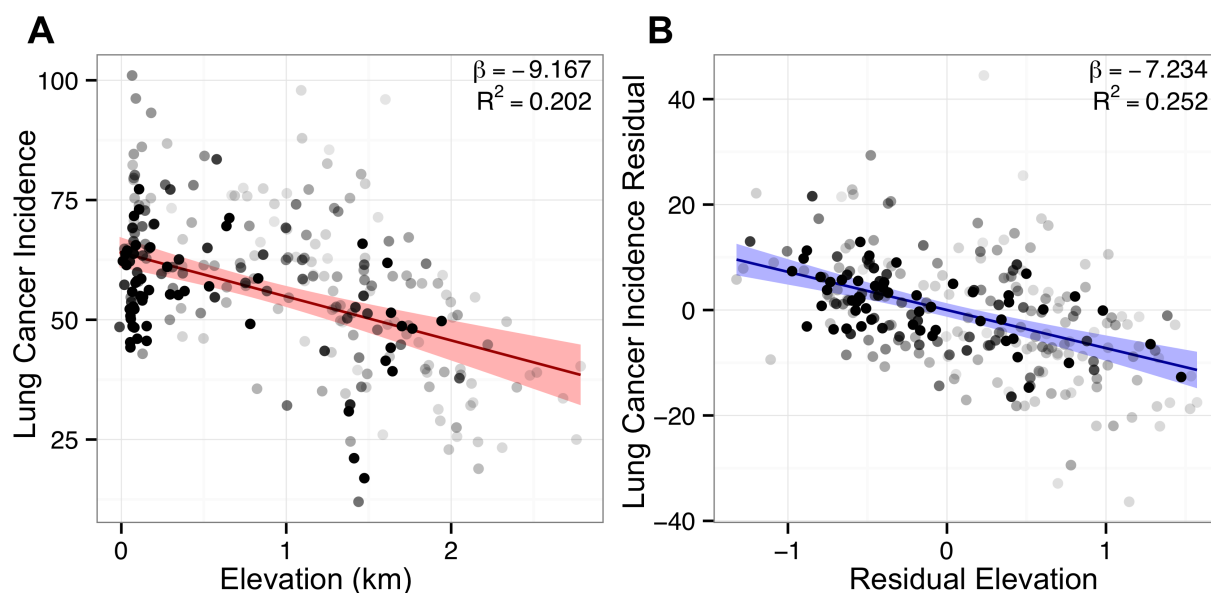 A
β = −9.167
R² = 0.202
Lung Cancer Incidence
100
75
50
25
0
1
2
Elevation (km)
B
β = −7.234
R² = 0.252
Lung Cancer Incidence Residual
40
20
0
−20
−40
−1
0
1
Residual Elevation